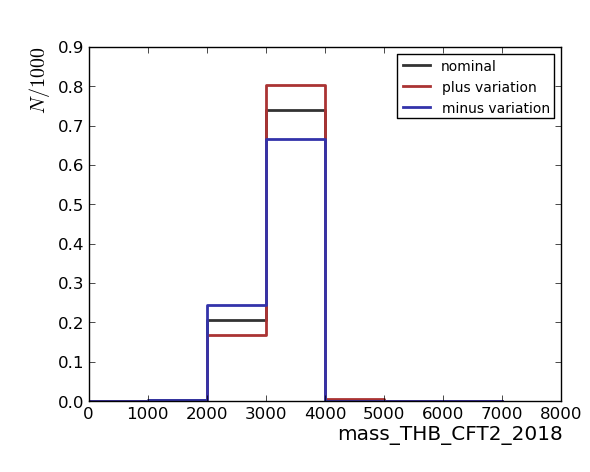 N/1000
0.9
0.8
0.7
0.6
0.5
0.4
0.3
0.2
0.1
0.0
nominal
plus variation
minus variation
0 1000 2000 3000 4000 5000 6000 7000 8000
mass_THB_CFT2_2018